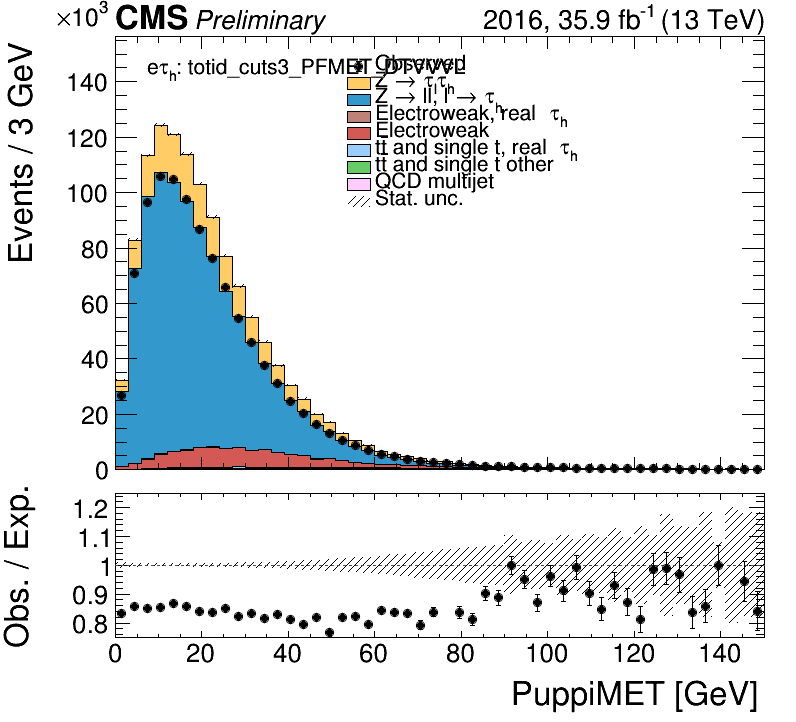 ×10³ CMS Preliminary 2016, 35.9 fb⁻¹ (13 TeV)
eτh: totid_cuts3_PFMET_DTVVVL
Observed
Z → τlτh
Z → ll, l → τh
Electroweak, real τh
Electroweak
tt and single t, real τh
tt and single t other
QCD multijet
Stat. unc.
Events / 3 GeV
140
120
100
80
60
40
20
0
Obs. / Exp.
1.2
1.1
1
0.9
0.8
0 20 40 60 80 100 120 140
PuppiMET [GeV]